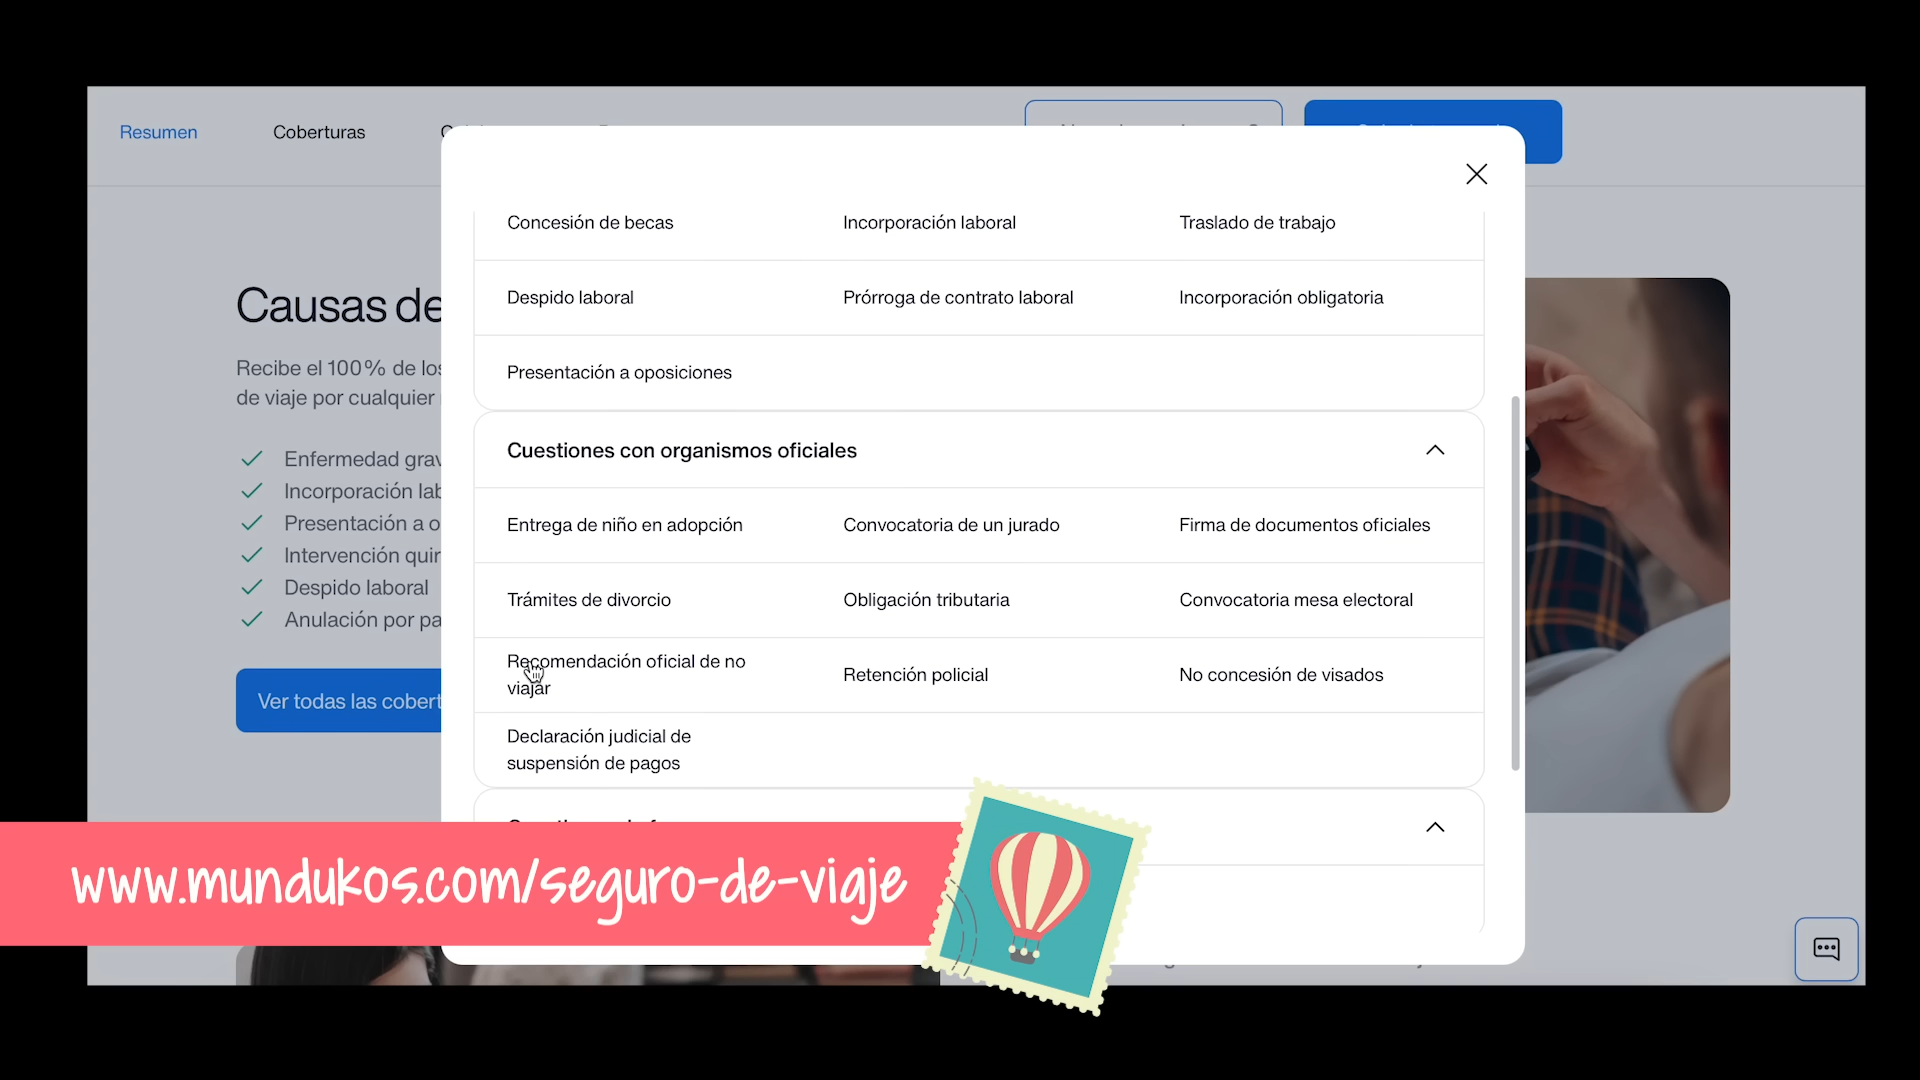 Resumen
Coberturas
Concesión de becas
Incorporación laboral
Traslado de trabajo
Despido laboral
Prórroga de contrato laboral
Incorporación obligatoria
Presentación a oposiciones
Cuestiones con organismos oficiales
Entrega de niño en adopción
Convocatoria de un jurado
Firma de documentos oficiales
Trámites de divorcio
Obligación tributaria
Convocatoria mesa electoral
Recomendación oficial de no
viajar
Retención policial
No concesión de visados
Declaración judicial de
suspensión de pagos
Causas de
Recibe el 100% de los
de viaje por cualquier
Enfermedad grav
Incorporación lab
Presentación a o
Intervención quir
Despido laboral
Anulación por pa
Ver todas las cobert
www.mundukos.com/seguro-de-viaje